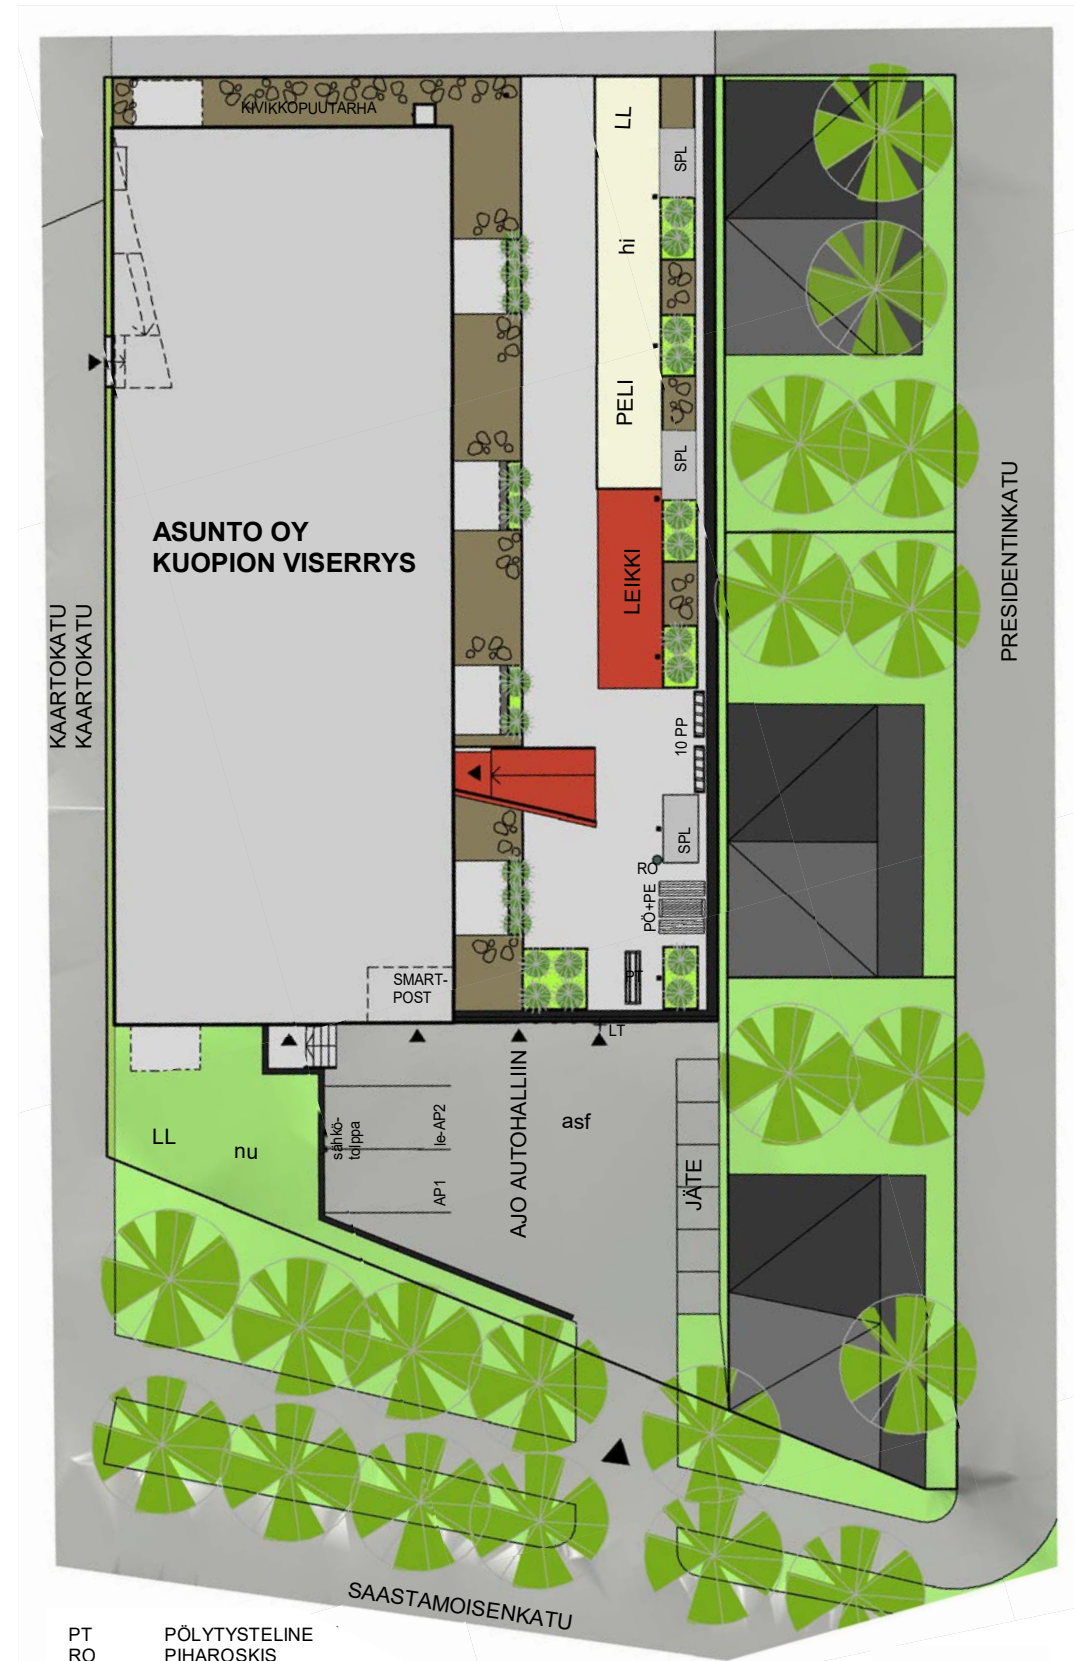 KIVIKKOPUUTARHA
LL
SPL
hi
PELI
SPL
ASUNTO OY
KUOPION VISERRYS
LEIKKI
KAARTOKATU
KAARTOKATU
PRESIDENTINKATU
10 PP
SPL
RO
PÖ+PE
PT
SMART-
POST
LT
LL
nu
sähkö-
tolppa
le-AP2
AP1
AJO AUTOHALLIIN
asf
JÄTE
SAASTAMOISENKATU
PT PÖLYTYSTELINE
RO PIHAROSKIS